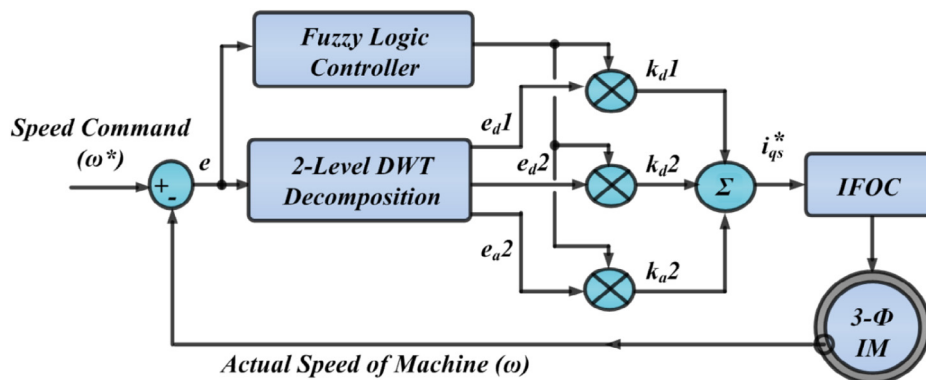 Fuzzy Logic
Controller
k_d1
Speed Command
(ω*)
e
e_d1
2-Level DWT
Decomposition
e_d2
k_d2
Σ
i*_qs
IFOC
+
-
e_a2
k_a2
3-Φ
IM
Actual Speed of Machine (ω)